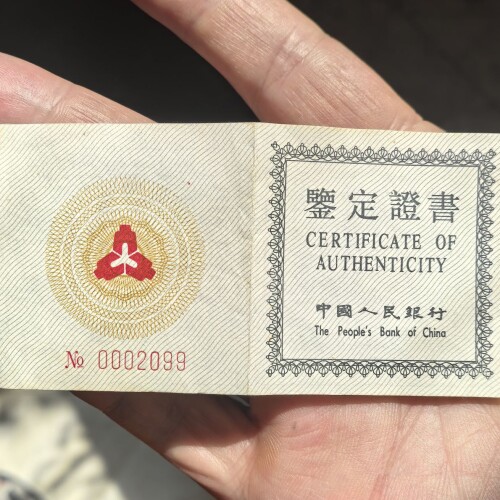 № 0002099
鑒定證書
CERTIFICATE OF
AUTHENTICITY
中國人民銀行
The People's Bank of China